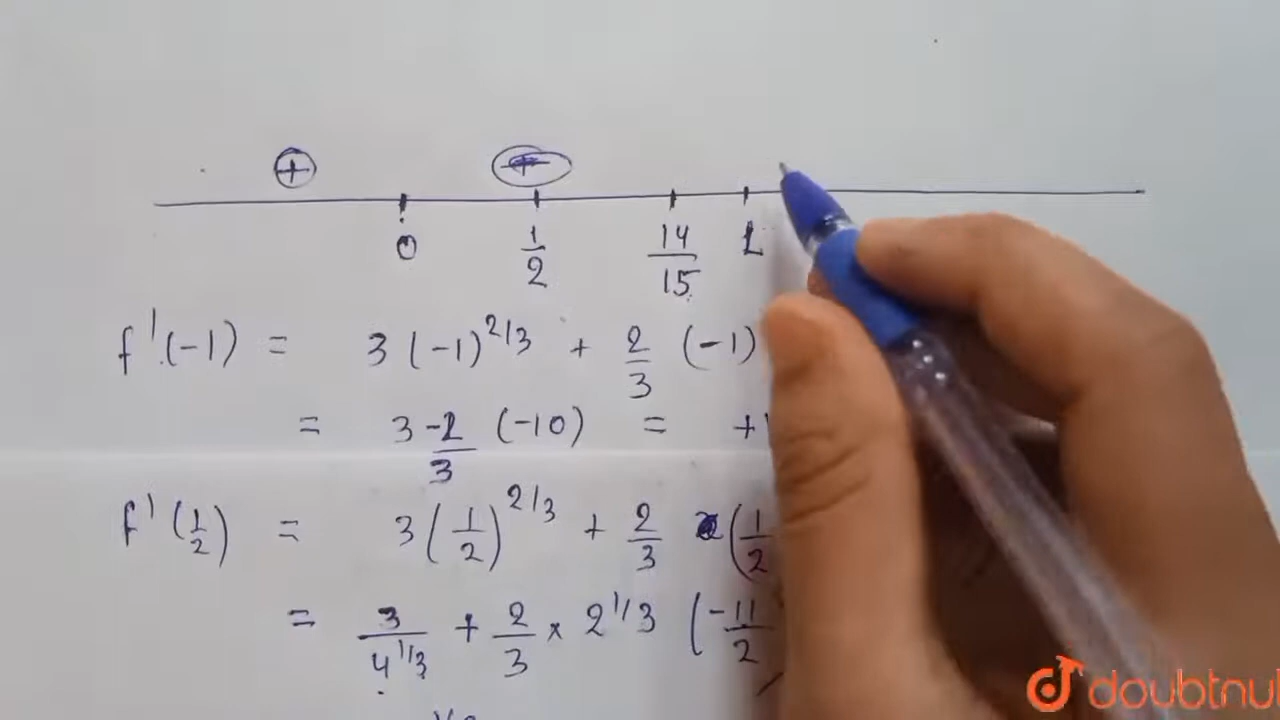 + +
0 1/2 14/15 1
f'(-1) = 3(-1)^2/3 + 2/3 (-1)
= 3 -2/3 (-10) = +
f'(1/2) = 3(1/2)^2/3 + 2/3 (1/2
= 3/4^1/3 + 2/3 × 2^1/3 (-11/2
doubtnut